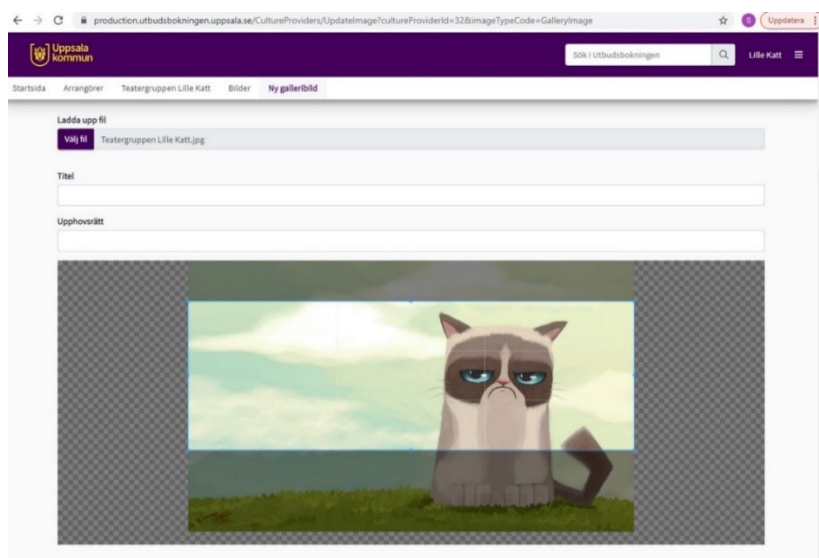 production.utbudsbokningen.uppsala.se/CultureProviders/UpdateImage?cultureProviderId=32&imageTypeCode=GalleryImage
S
Uppdatera
Uppsala
kommun
Sök i Utbudsbokningen
Lille Katt
Startsida Arrangörer Teatergruppen Lille Katt Bilder Ny galleribild
Ladda upp fil
Välj fil Teatergruppen Lille Katt.jpg
Titel
Upphovsrätt